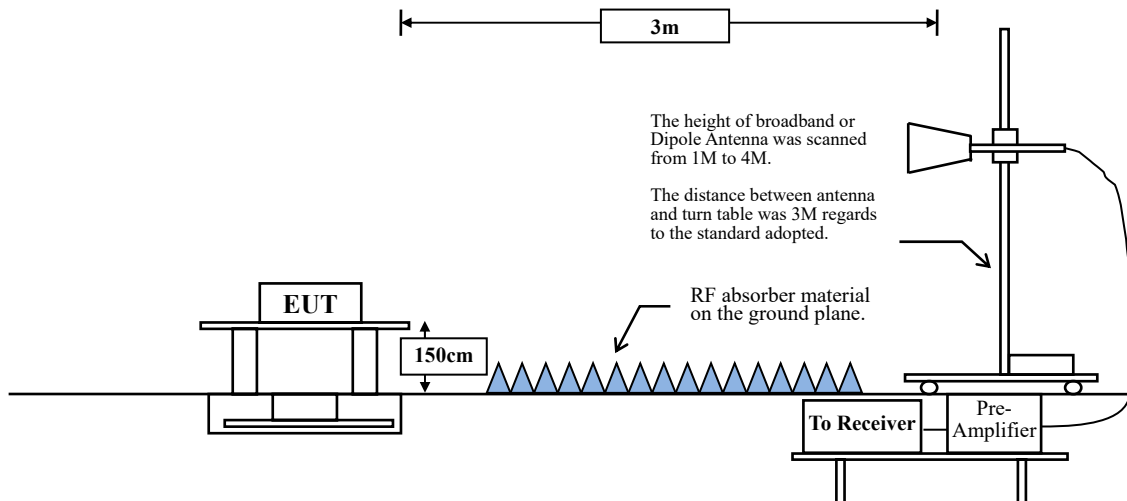 3m
The height of broadband or
Dipole Antenna was scanned
from 1M to 4M.
The distance between antenna
and turn table was 3M regards
to the standard adopted.
RF absorber material
on the ground plane.
EUT
150cm
To Receiver
Pre-
Amplifier